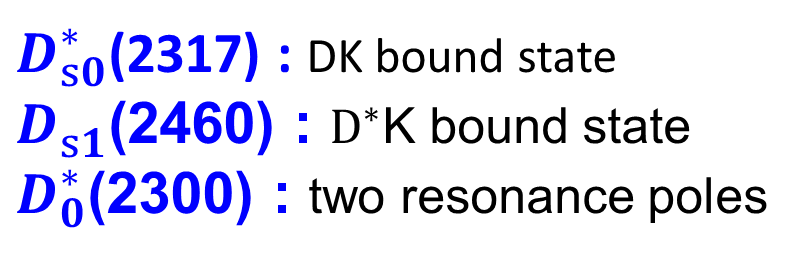 D*s0(2317) : DK bound state
Ds1(2460) : D*K bound state
D*0(2300) : two resonance poles